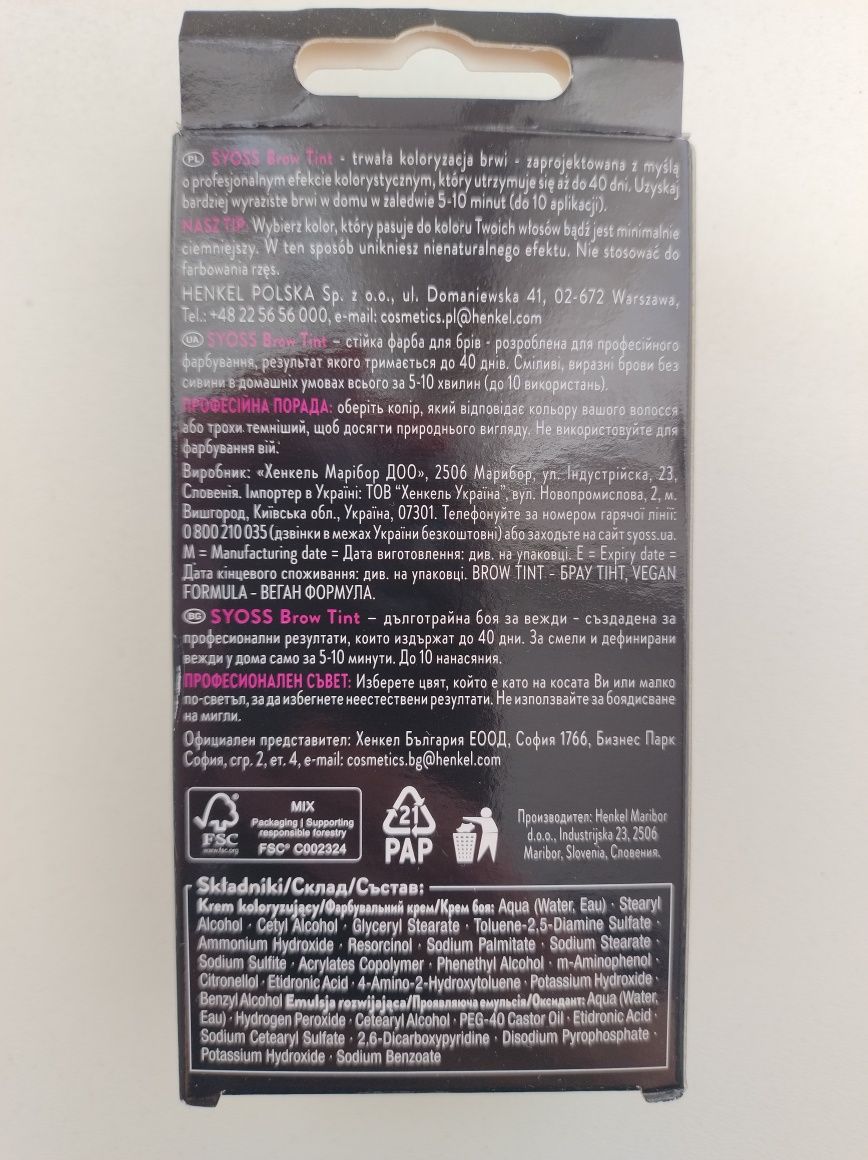 PL SYOSS Brow Tint - trwała koloryzacja brwi - zaprojektowana z myślą
o profesjonalnym efekcie kolorystycznym, który utrzymuje się aż do 40 dni. Uzyskaj
bardziej wyraziste brwi w domu w zaledwie 5-10 minut (do 10 aplikacji).
NASZ TIP: Wybierz kolor, który pasuje do koloru Twoich włosów bądź jest minimalnie
ciemniejszy. W ten sposób unikniesz nienaturalnego efektu. Nie stosować do
farbowania rzęs.
HENKEL POLSKA Sp. z o.o., ul. Domaniewska 41, 02-672 Warszawa,
Tel.: +48 22 56 56 000, e-mail: cosmetics.pl@henkel.com
UA SYOSS Brow Tint – стійка фарба для брів - розроблена для професійного
фарбування, результат якого тримається до 40 днів. Сміливі, виразні брови без
сивини в домашніх умовах всього за 5-10 хвилин (до 10 використань).
ПРОФЕСІЙНА ПОРАДА: оберіть колір, який відповідає кольору вашого волосся
або трохи темніший, щоб досягти природнього вигляду. Не використовуйте для
фарбування вій.
Виробник: «Хенкель Марібор ДОО», 2506 Марибор, ул. Індустрійска, 23,
Словенія. Імпортер в Україні: ТОВ "Хенкель Україна", вул. Новопромислова, 2, м.
Вишгород, Київська обл., Україна, 07301. Телефонуйте за номером гарячої лінії:
0 800 210 035 (дзвінки в межах України безкоштовні) або заходьте на сайт syoss.ua.
M = Manufacturing date = Дата виготовлення: див. на упаковці. E = Expiry date =
Дата кінцевого споживання: див. на упаковці. BROW TINT - БРАУ ТІНТ, VEGAN
FORMULA - ВЕГАН ФОРМУЛА.
BG SYOSS Brow Tint – дълготрайна боя за вежди - създадена за
професионални резултати, които издържат до 40 дни. За смели и дефинирани
вежди у дома само за 5-10 минути. До 10 нанасяния.
ПРОФЕСИОНАЛЕН СЪВЕТ: Изберете цвят, който е като на косата Ви или малко
по-светъл, за да избегнете неестествени резултати. Не използвайте за боядисване
на мигли.
Официален представител: Хенкел България ЕООД, София 1766, Бизнес Парк
София, сгр. 2, ет. 4, e-mail: cosmetics.bg@henkel.com
FSC
www.fsc.org
MIX
Packaging | Supporting
responsible forestry
FSC® C002324
21
PAP
Производител: Henkel Maribor
d.o.o., Industrijska 23, 2506
Maribor, Slovenia, Словения.
Składniki/Склад/Състав:
Krem koloryzujący/Фарбувальний крем/Крем боя: Aqua (Water, Eau) · Stearyl
Alcohol · Cetyl Alcohol · Glyceryl Stearate · Toluene-2,5-Diamine Sulfate ·
Ammonium Hydroxide · Resorcinol · Sodium Palmitate · Sodium Stearate ·
Sodium Sulfite · Acrylates Copolymer · Phenethyl Alcohol · m-Aminophenol ·
Citronellol · Etidronic Acid · 4-Amino-2-Hydroxytoluene · Potassium Hydroxide ·
Benzyl Alcohol Emulsja rozwijająca/Проявляюча емульсія/Оксидант: Aqua (Water,
Eau) · Hydrogen Peroxide · Cetearyl Alcohol · PEG-40 Castor Oil · Etidronic Acid ·
Sodium Cetearyl Sulfate · 2,6-Dicarboxypyridine · Disodium Pyrophosphate ·
Potassium Hydroxide · Sodium Benzoate